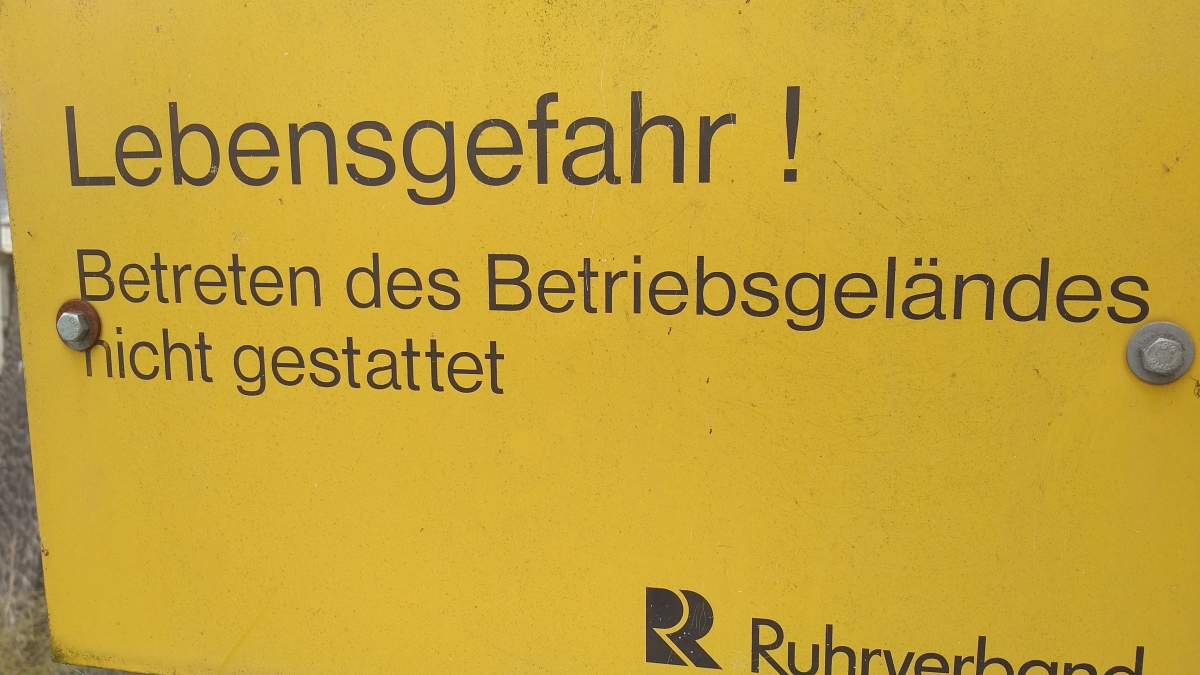 Lebensgefahr !
Betreten des Betriebsgeländes
nicht gestattet
Ruhrverband